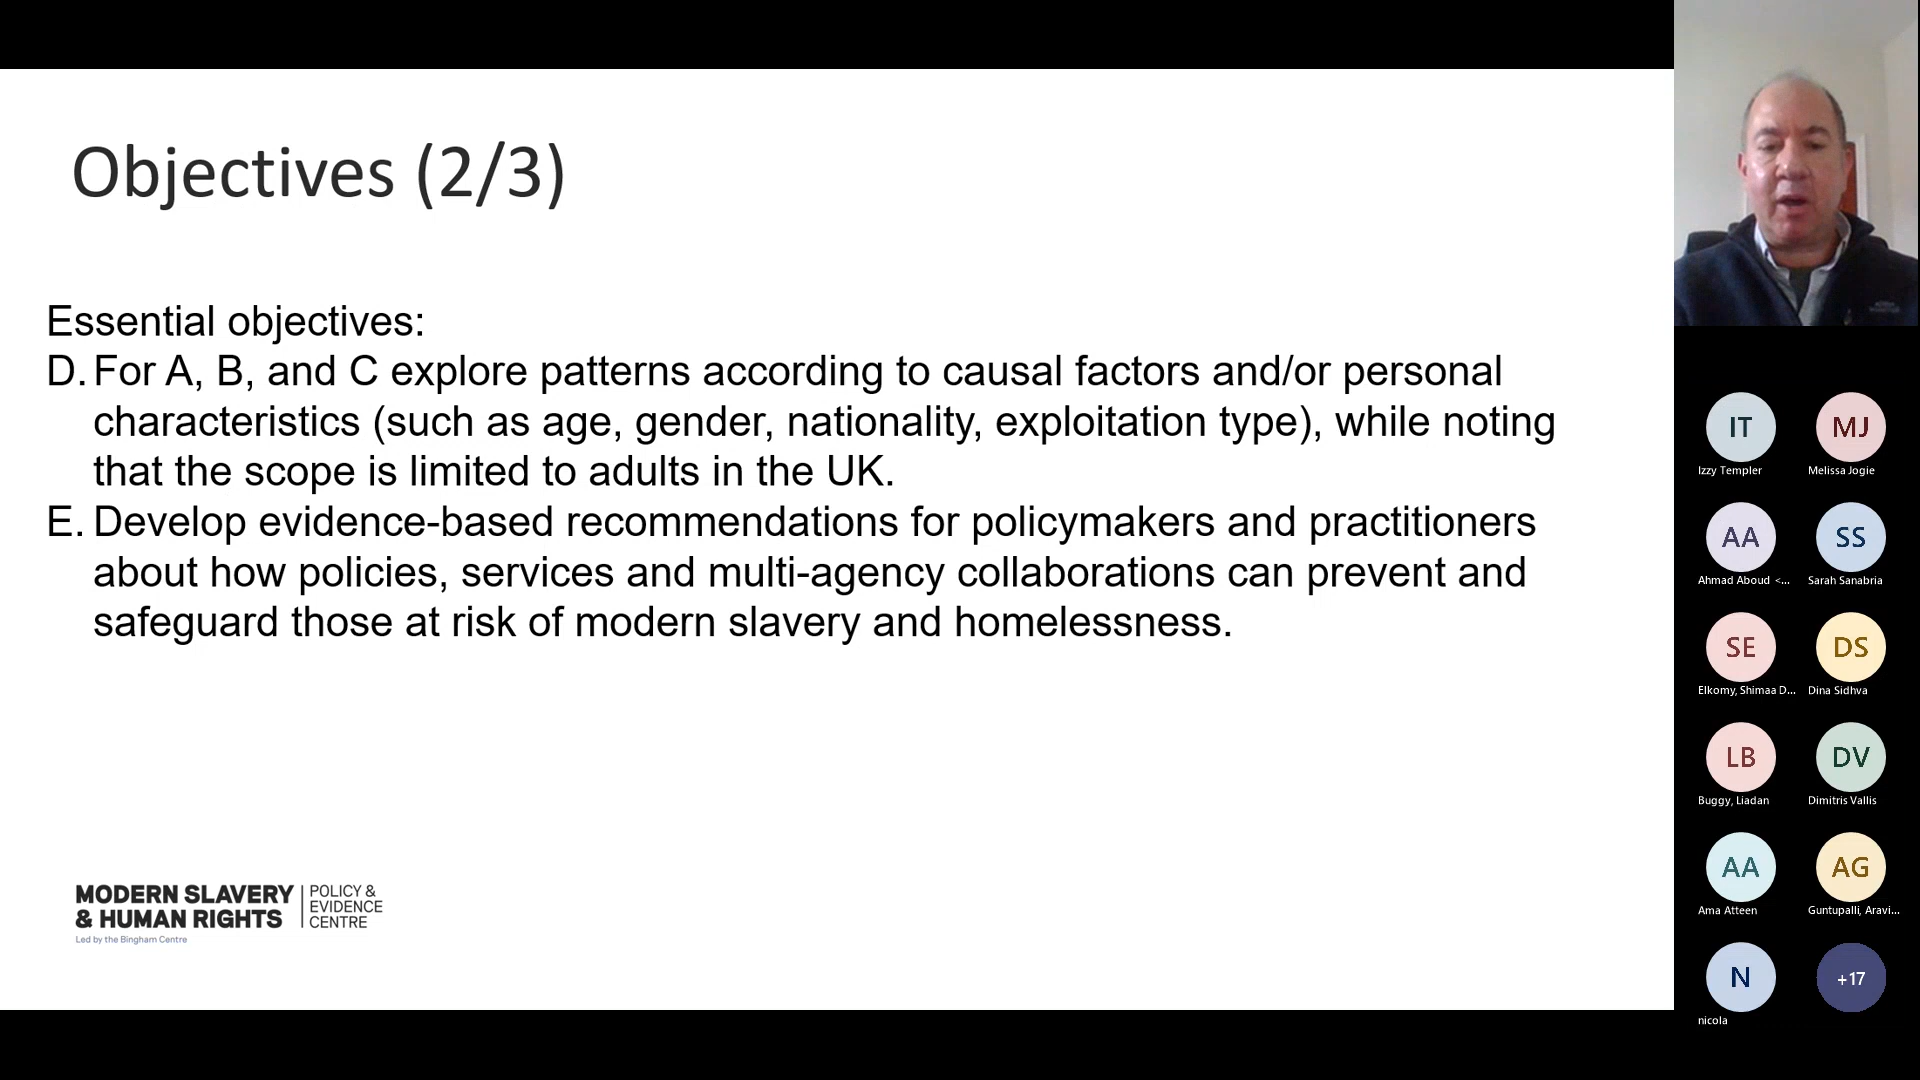 Objectives (2/3)
Essential objectives:
D. For A, B, and C explore patterns according to causal factors and/or personal
characteristics (such as age, gender, nationality, exploitation type), while noting
that the scope is limited to adults in the UK.
E. Develop evidence-based recommendations for policymakers and practitioners
about how policies, services and multi-agency collaborations can prevent and
safeguard those at risk of modern slavery and homelessness.
MODERN SLAVERY
& HUMAN RIGHTS
POLICY &
EVIDENCE
CENTRE
Led by the Bingham Centre
IT MJ
Izzy Templer Melissa Jogie
AA SS
Ahmad Aboud <... Sarah Sanabria
SE DS
Elkomy, Shimaa D... Dina Sidhva
LB DV
Buggy, Liadan Dimitris Vallis
AA AG
Ama Atteen Guntupalli, Aravi...
N +17
nicola